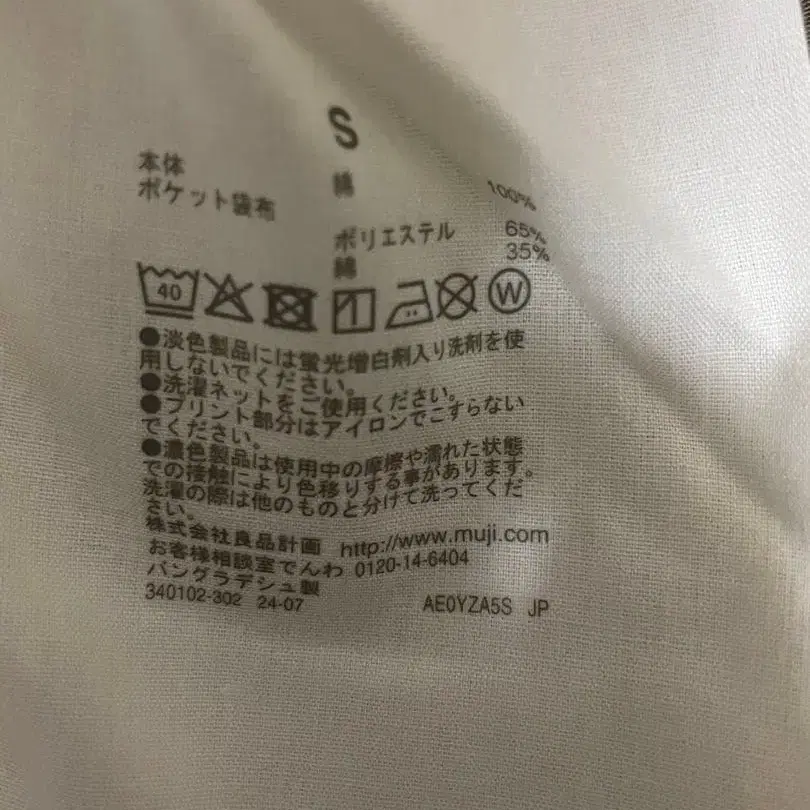 S
本体 綿 100%
ポケット袋布 ポリエステル 65%
綿 35%
40 W
●淡色製品には蛍光増白剤入り洗剤を使
用しないでください。
●洗濯ネットをご使用ください。
●プリント部分はアイロンでこすらない
でください。
●濃色製品は使用中の摩擦や濡れた状態
での接触により色移りする事があります。
洗濯の際は他のものと分けて洗ってくだ
さい。
株式会社良品計画 http://www.muji.com
お客様相談室でんわ 0120-14-6404
バングラデシュ製
340102-302 24-07 AE0YZA5S JP